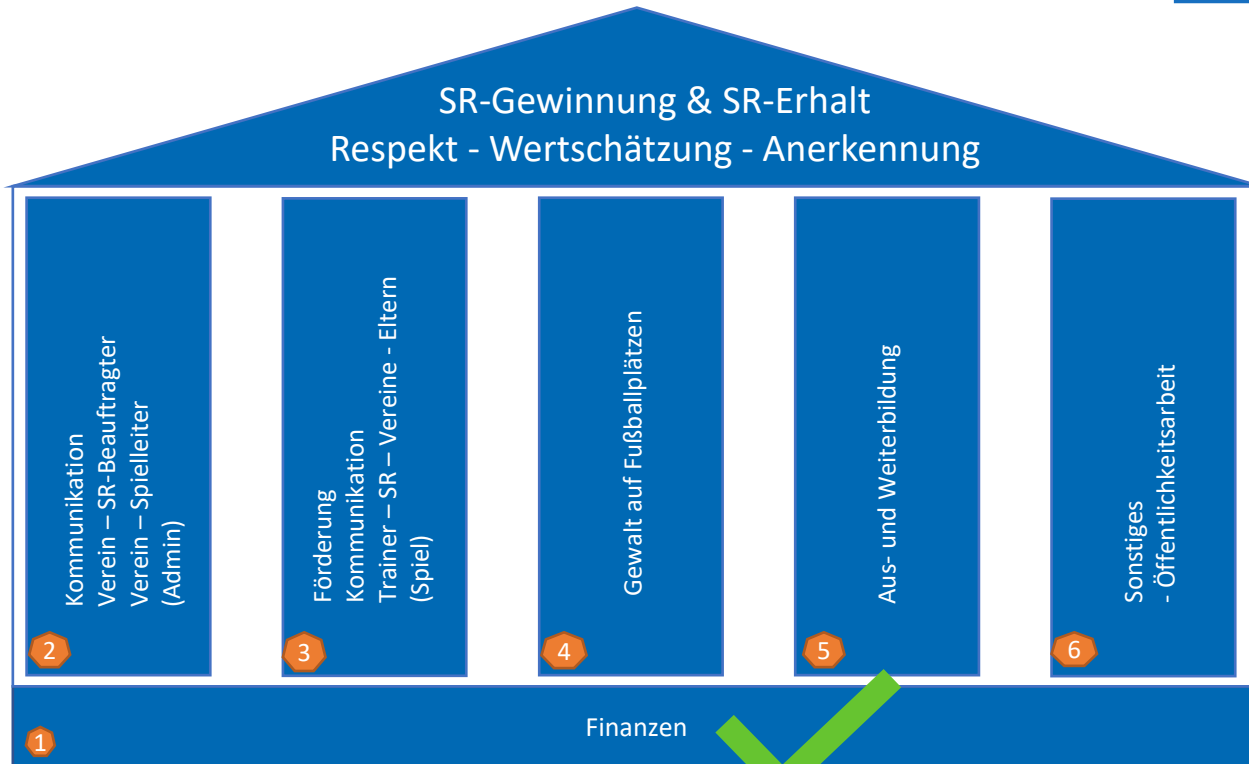 SR-Gewinnung & SR-Erhalt
Respekt - Wertschätzung - Anerkennung
Kommunikation
Verein – SR-Beauftragter
Verein – Spielleiter
(Admin)
2
Förderung
Kommunikation
Trainer – SR – Vereine - Eltern
(Spiel)
3
Gewalt auf Fußballplätzen
4
Aus- und Weiterbildung
5
Sonstiges
- Öffentlichkeitsarbeit
6
Finanzen
1